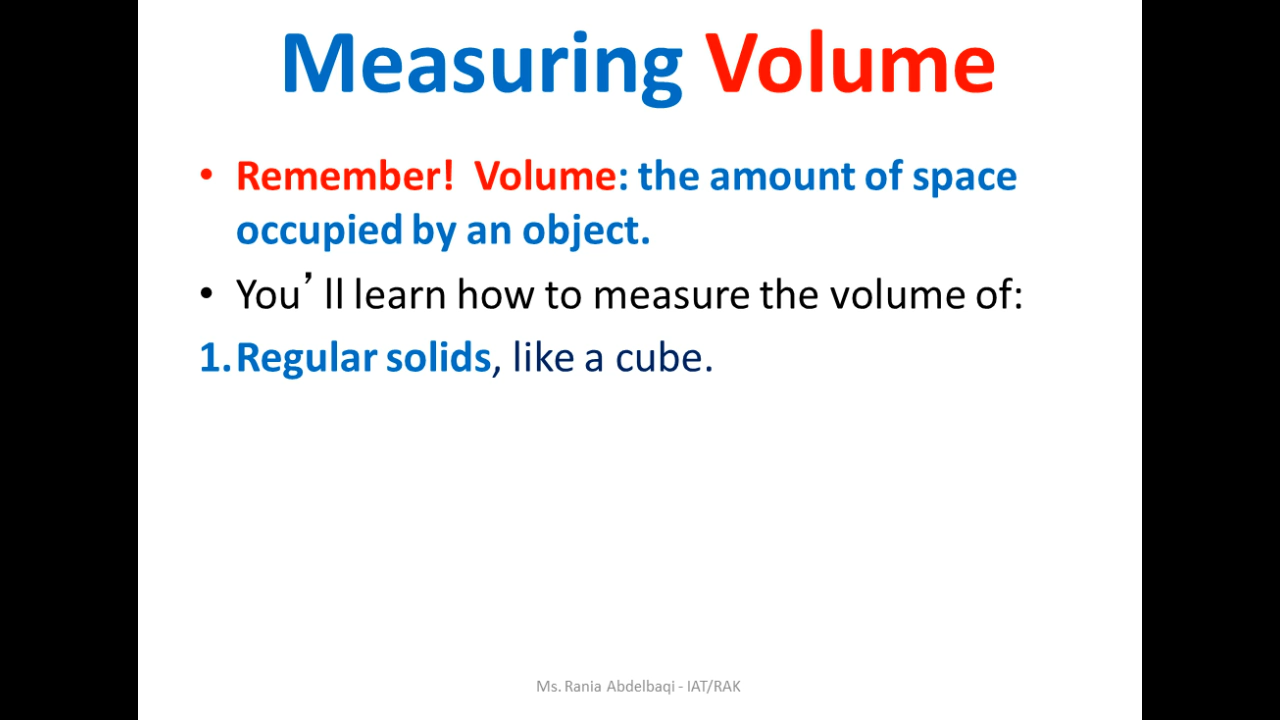 Measuring Volume
• Remember!  Volume: the amount of space
occupied by an object.
• You’ ll learn how to measure the volume of:
1. Regular solids, like a cube.
Ms. Rania Abdelbaqi - IAT/RAK